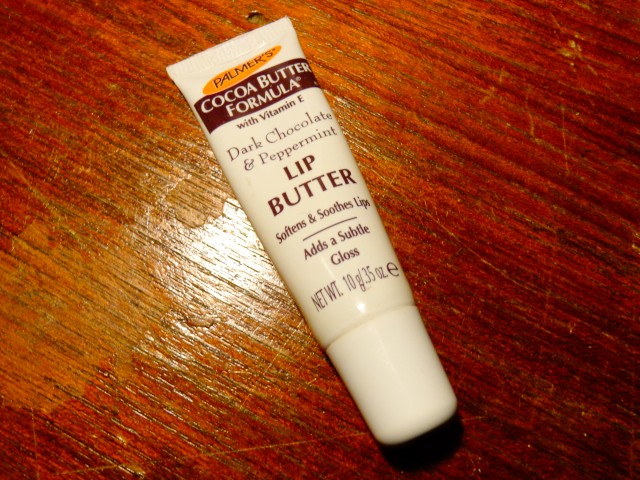 PALMER'S®
COCOA BUTTER
FORMULA®
with Vitamin E
Dark Chocolate
& Peppermint
LIP
BUTTER
Softens & Soothes Lips
Adds a Subtle
Gloss
NET WT. 10 g/.35 oz ℮